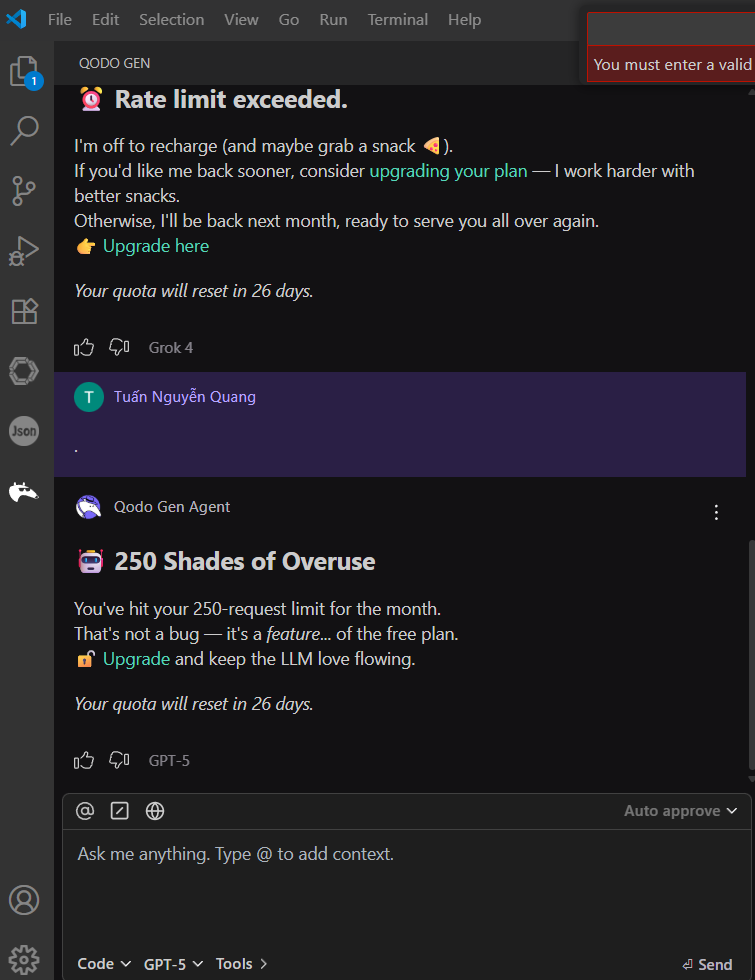 File Edit Selection View Go Run Terminal Help
You must enter a valid
QODO GEN
1
⏰ Rate limit exceeded.
I'm off to recharge (and maybe grab a snack 🍕).
If you'd like me back sooner, consider upgrading your plan — I work harder with
better snacks.
Otherwise, I'll be back next month, ready to serve you all over again.
👉 Upgrade here
Your quota will reset in 26 days.
Grok 4
T Tuấn Nguyễn Quang
.
Json
Qodo Gen Agent
🤖 250 Shades of Overuse
You've hit your 250-request limit for the month.
That's not a bug — it's a feature... of the free plan.
🔓 Upgrade and keep the LLM love flowing.
Your quota will reset in 26 days.
GPT-5
@ Auto approve
Ask me anything. Type @ to add context.
Code GPT-5 Tools Send